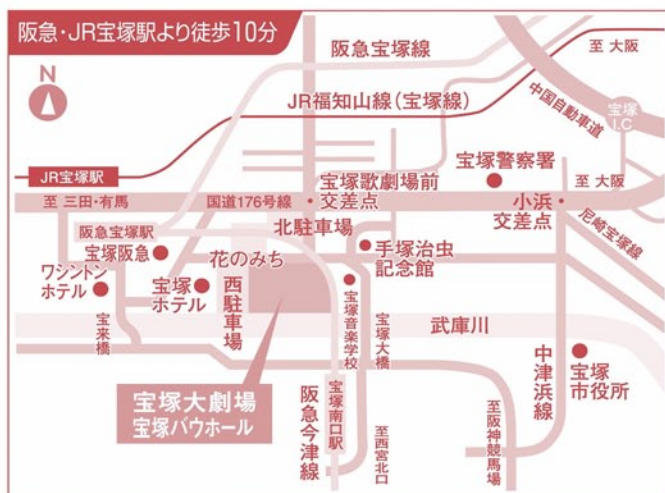 阪急・JR宝塚駅より徒歩10分
N
阪急宝塚線
至 大阪
JR福知山線(宝塚線)
中国自動車道
宝塚
I.C
JR宝塚駅
宝塚歌劇場前
交差点
宝塚警察署
至 大阪
至 三田・有馬
国道176号線
小浜
交差点
北駐車場
尼崎宝塚線
阪急宝塚駅
宝塚阪急
花のみち
手塚治虫
記念館
ワシントン
ホテル
宝塚
ホテル
西駐車場
宝塚音楽学校
宝塚大橋
武庫川
宝来橋
中津浜線
宝塚
市役所
宝塚大劇場
宝塚バウホール
阪急今津線
宝塚南口駅
至西宮北口
至阪神競馬場